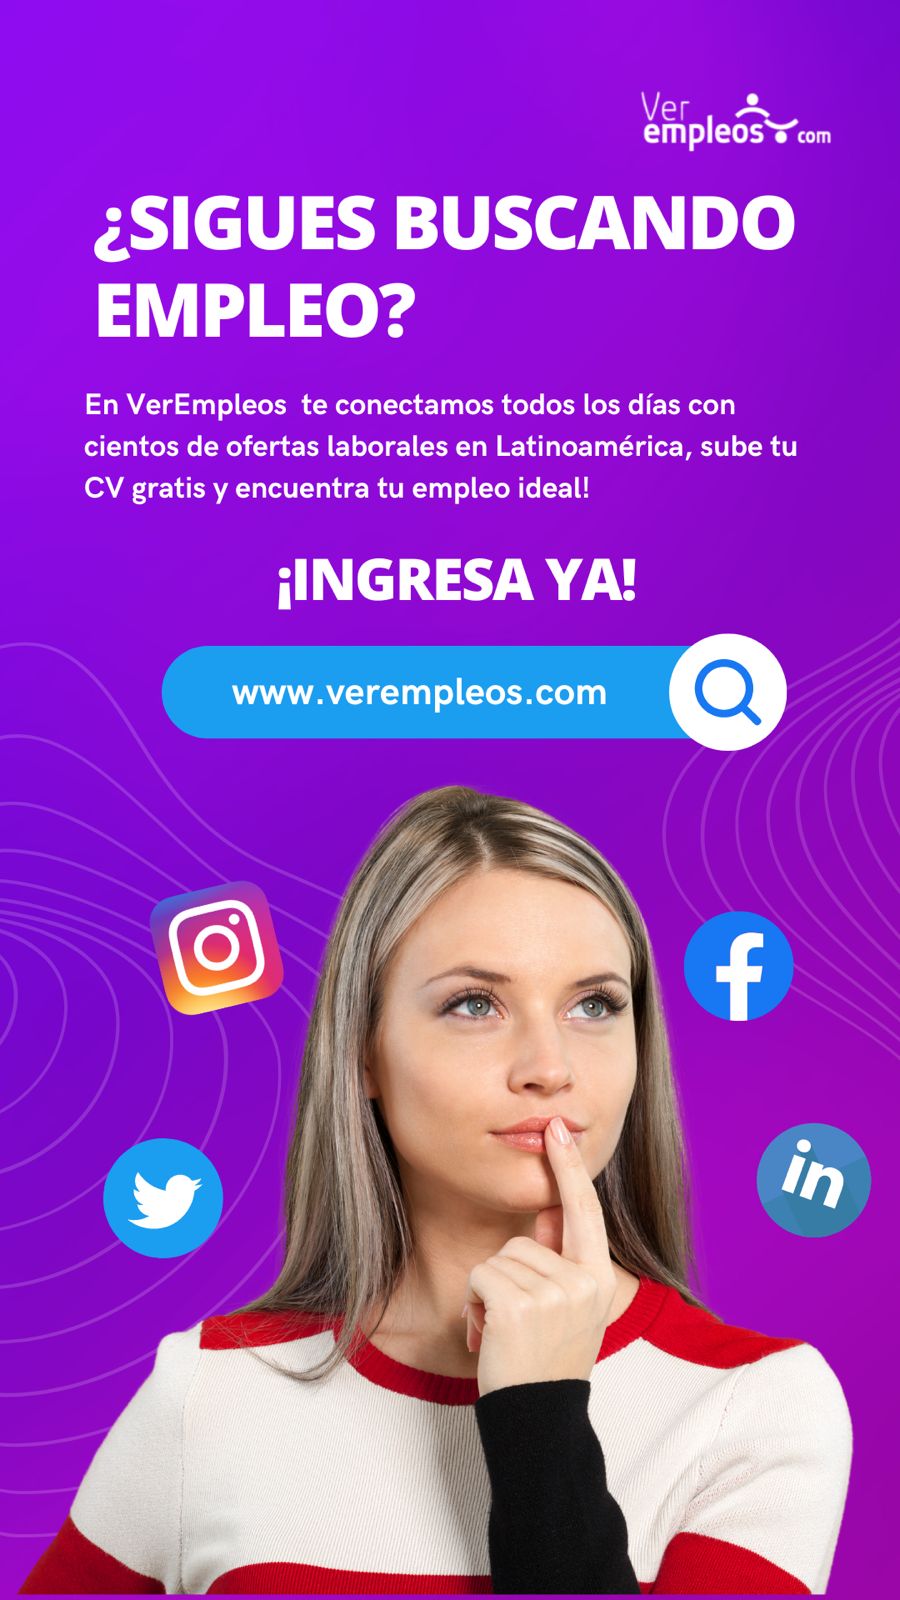 Ver
empleos com
¿SIGUES BUSCANDO
EMPLEO?
En VerEmpleos  te conectamos todos los días con
cientos de ofertas laborales en Latinoamérica, sube tu
CV gratis y encuentra tu empleo ideal!
¡INGRESA YA!
www.verempleos.com
f
in